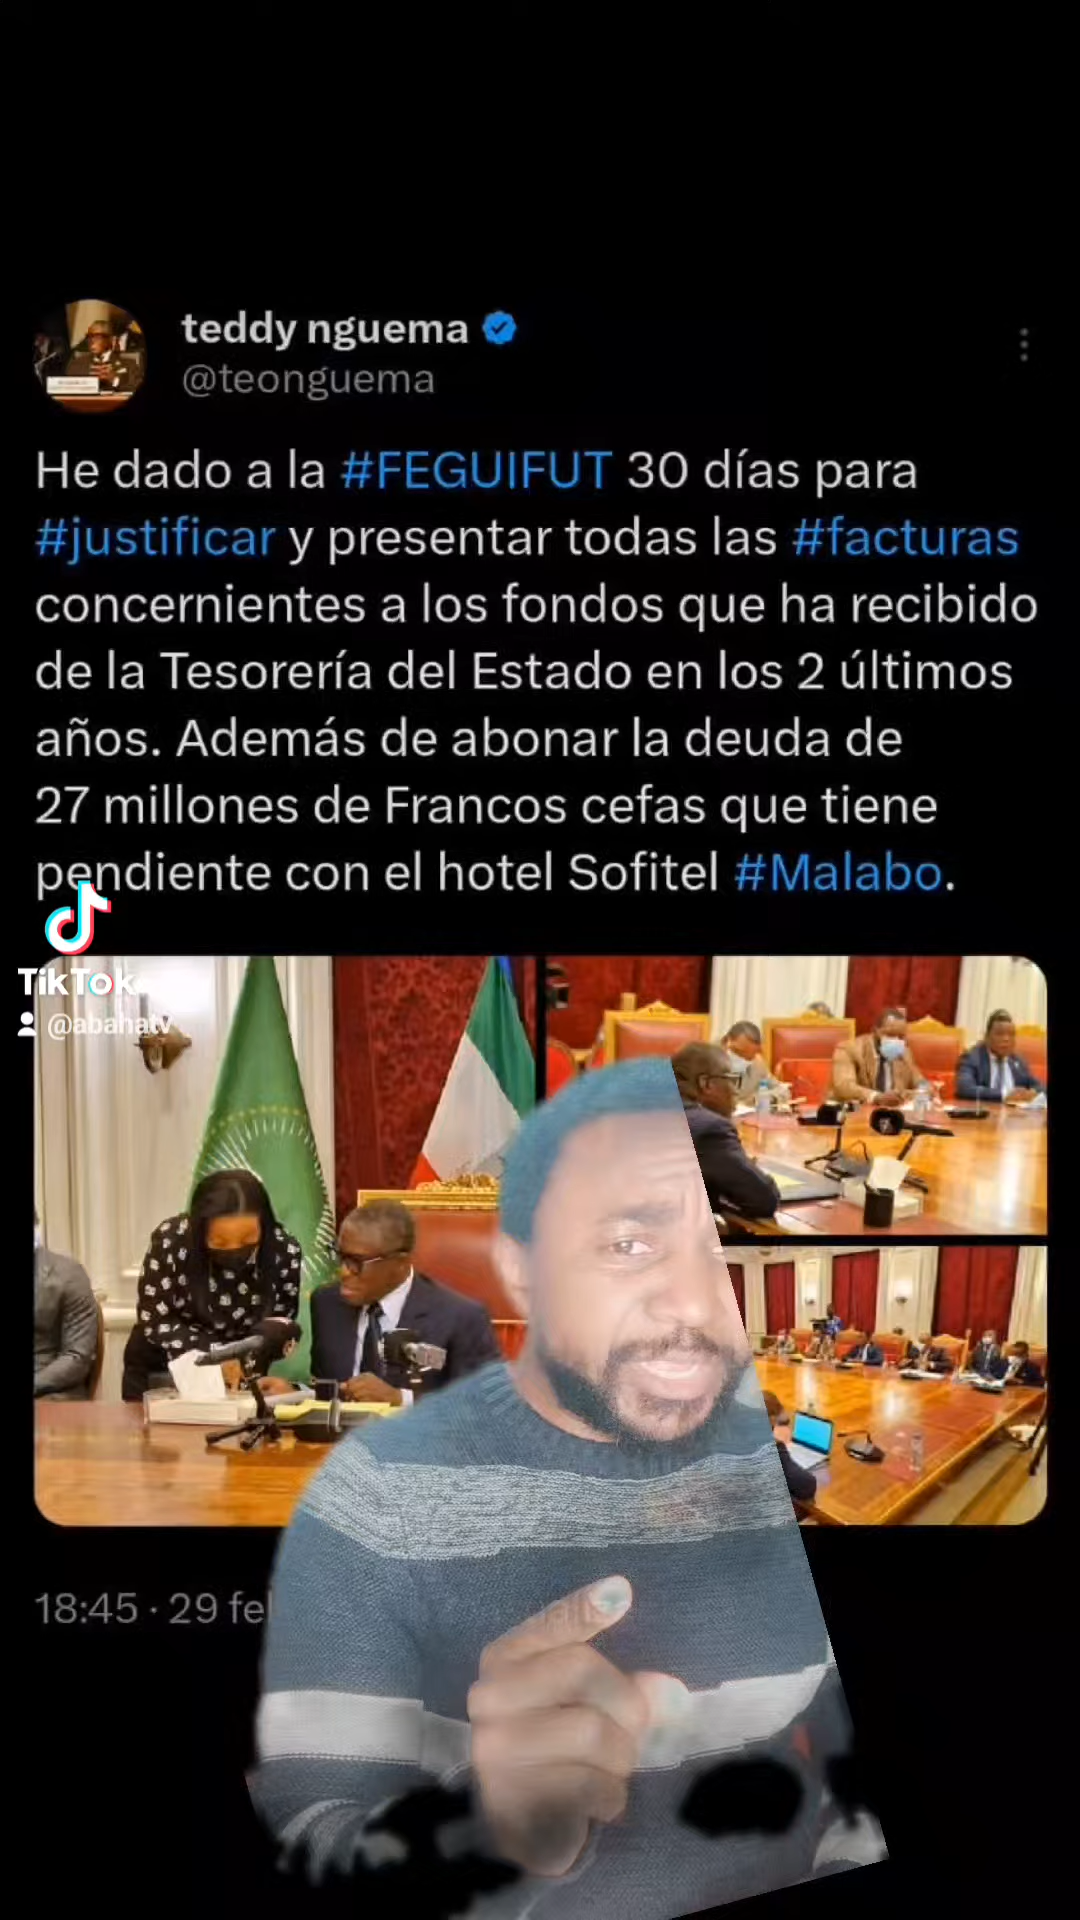 teddy nguema
@teonguema
He dado a la #FEGUIFUT 30 días para
#justificar y presentar todas las #facturas
concernientes a los fondos que ha recibido
de la Tesorería del Estado en los 2 últimos
años. Además de abonar la deuda de
27 millones de Francos cefas que tiene
pendiente con el hotel Sofitel #Malabo.
TikTok
@abahatv
18:45 · 29 fe